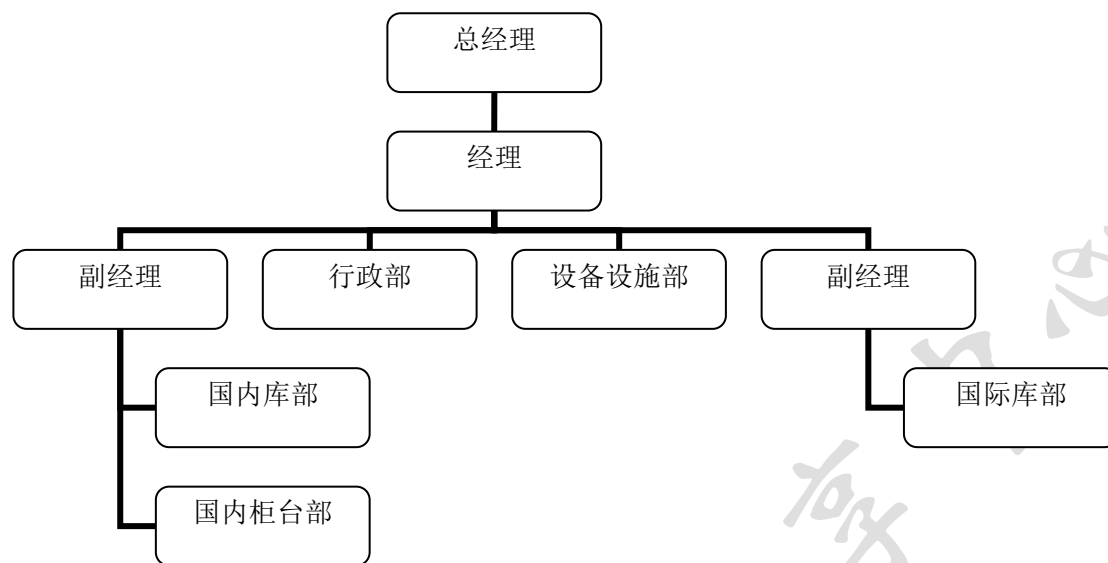 总经理
经理
副经理
行政部
设备设施部
副经理
国内库部
国际库部
国内柜台部